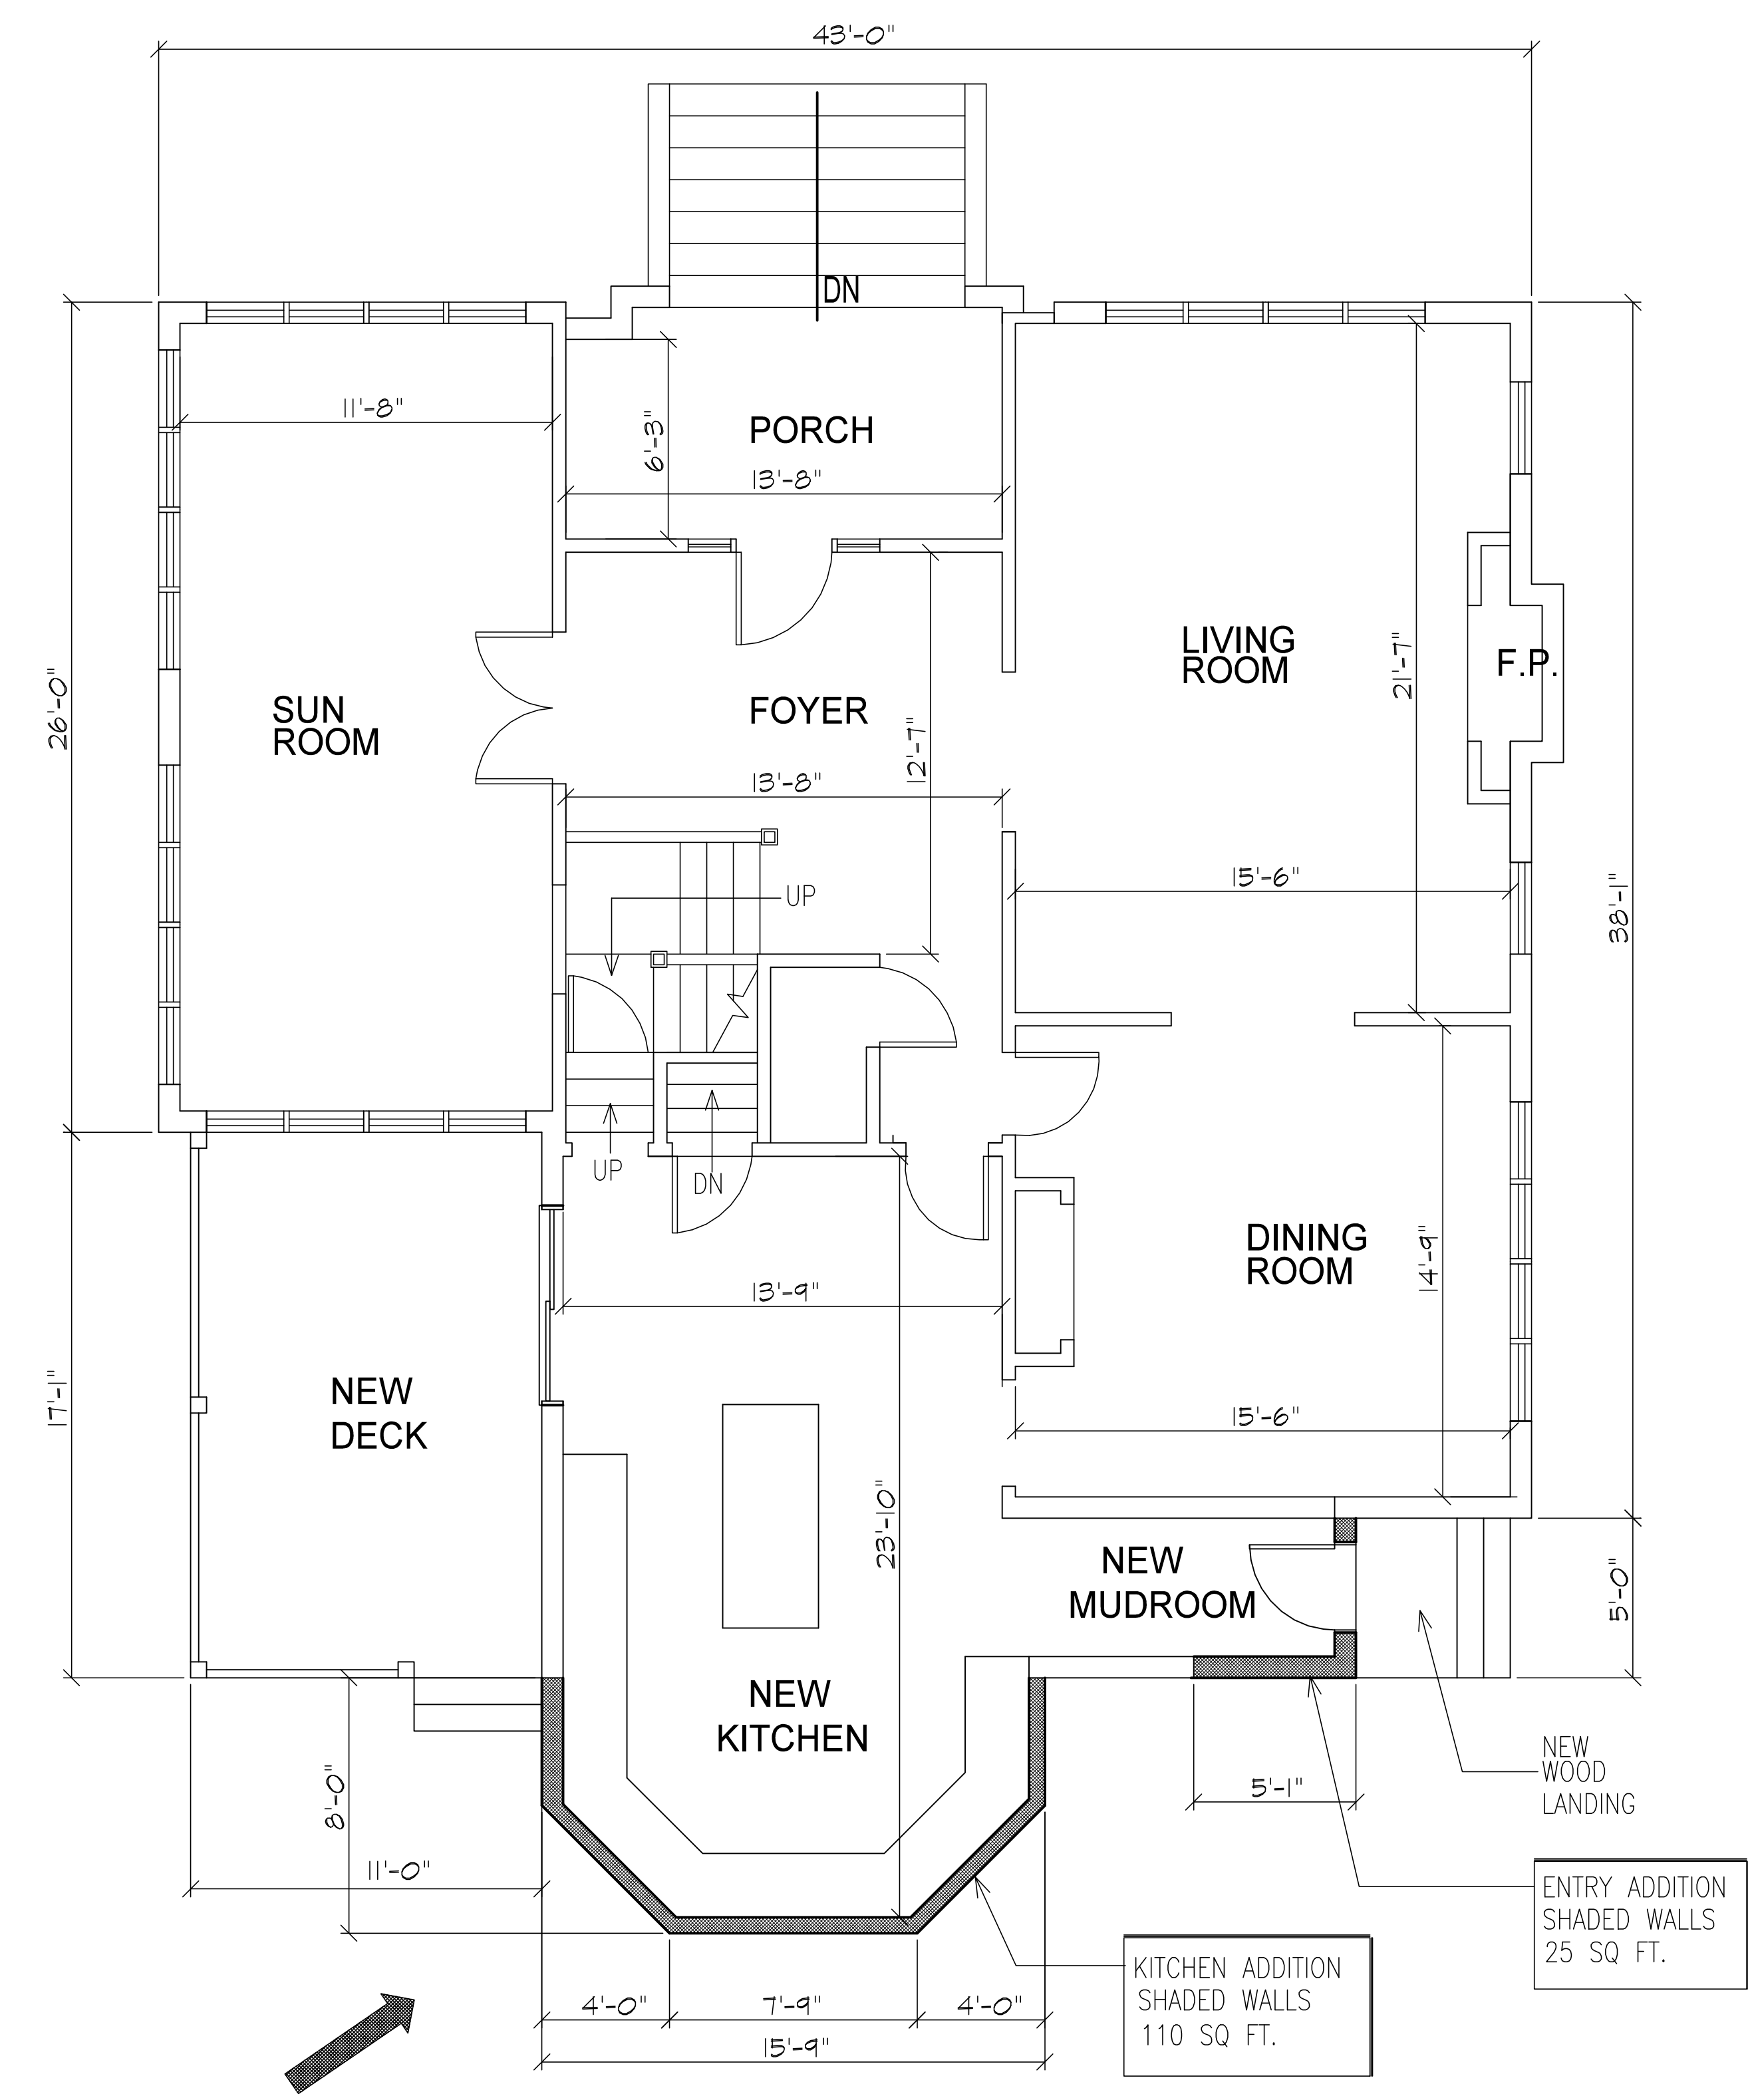 43'-0"
DN
11'-8"
PORCH
6'-3"
13'-8"
LIVING
ROOM
21'-7"
F.P.
26'-0"
SUN
ROOM
FOYER
12'-7"
13'-8"
UP
15'-6"
38'-1"
UP
DN
DINING
ROOM
14'-9"
13'-9"
17'-1"
NEW
DECK
15'-6"
23'-10"
NEW
MUDROOM
5'-0"
NEW
KITCHEN
NEW
WOOD
LANDING
5'-1"
8'-0"
11'-0"
ENTRY ADDITION
SHADED WALLS
25 SQ FT.
KITCHEN ADDITION
SHADED WALLS
110 SQ FT.
4'-0"
7'-9"
4'-0"
15'-9"